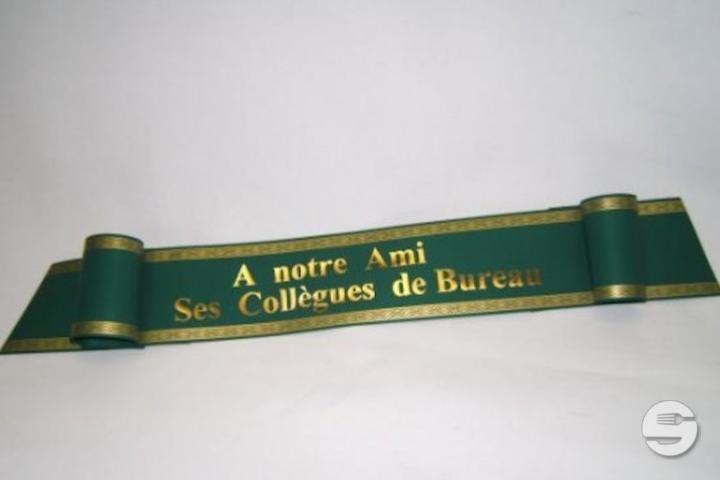 A notre Ami
Ses Collègues de Bureau